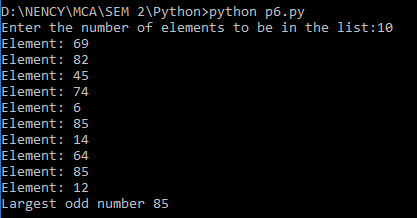 D:\NENCY\MCA\SEM 2\Python>python p6.py
Enter the number of elements to be in the list:10
Element: 69
Element: 82
Element: 45
Element: 74
Element: 6
Element: 85
Element: 14
Element: 64
Element: 85
Element: 12
Largest odd number 85